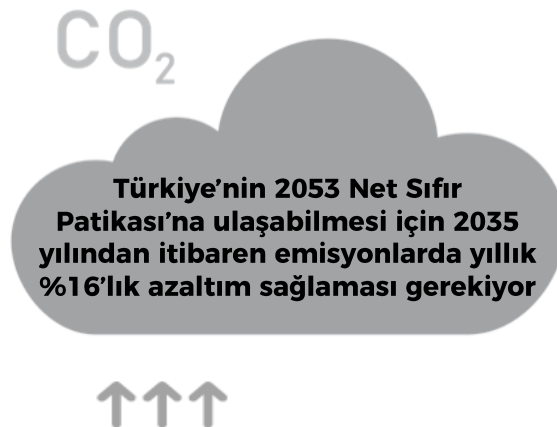 CO₂
Türkiye’nin 2053 Net Sıfır
Patikası’na ulaşabilmesi için 2035
yılından itibaren emisyonlarda yıllık
%16’lık azaltım sağlaması gerekiyor